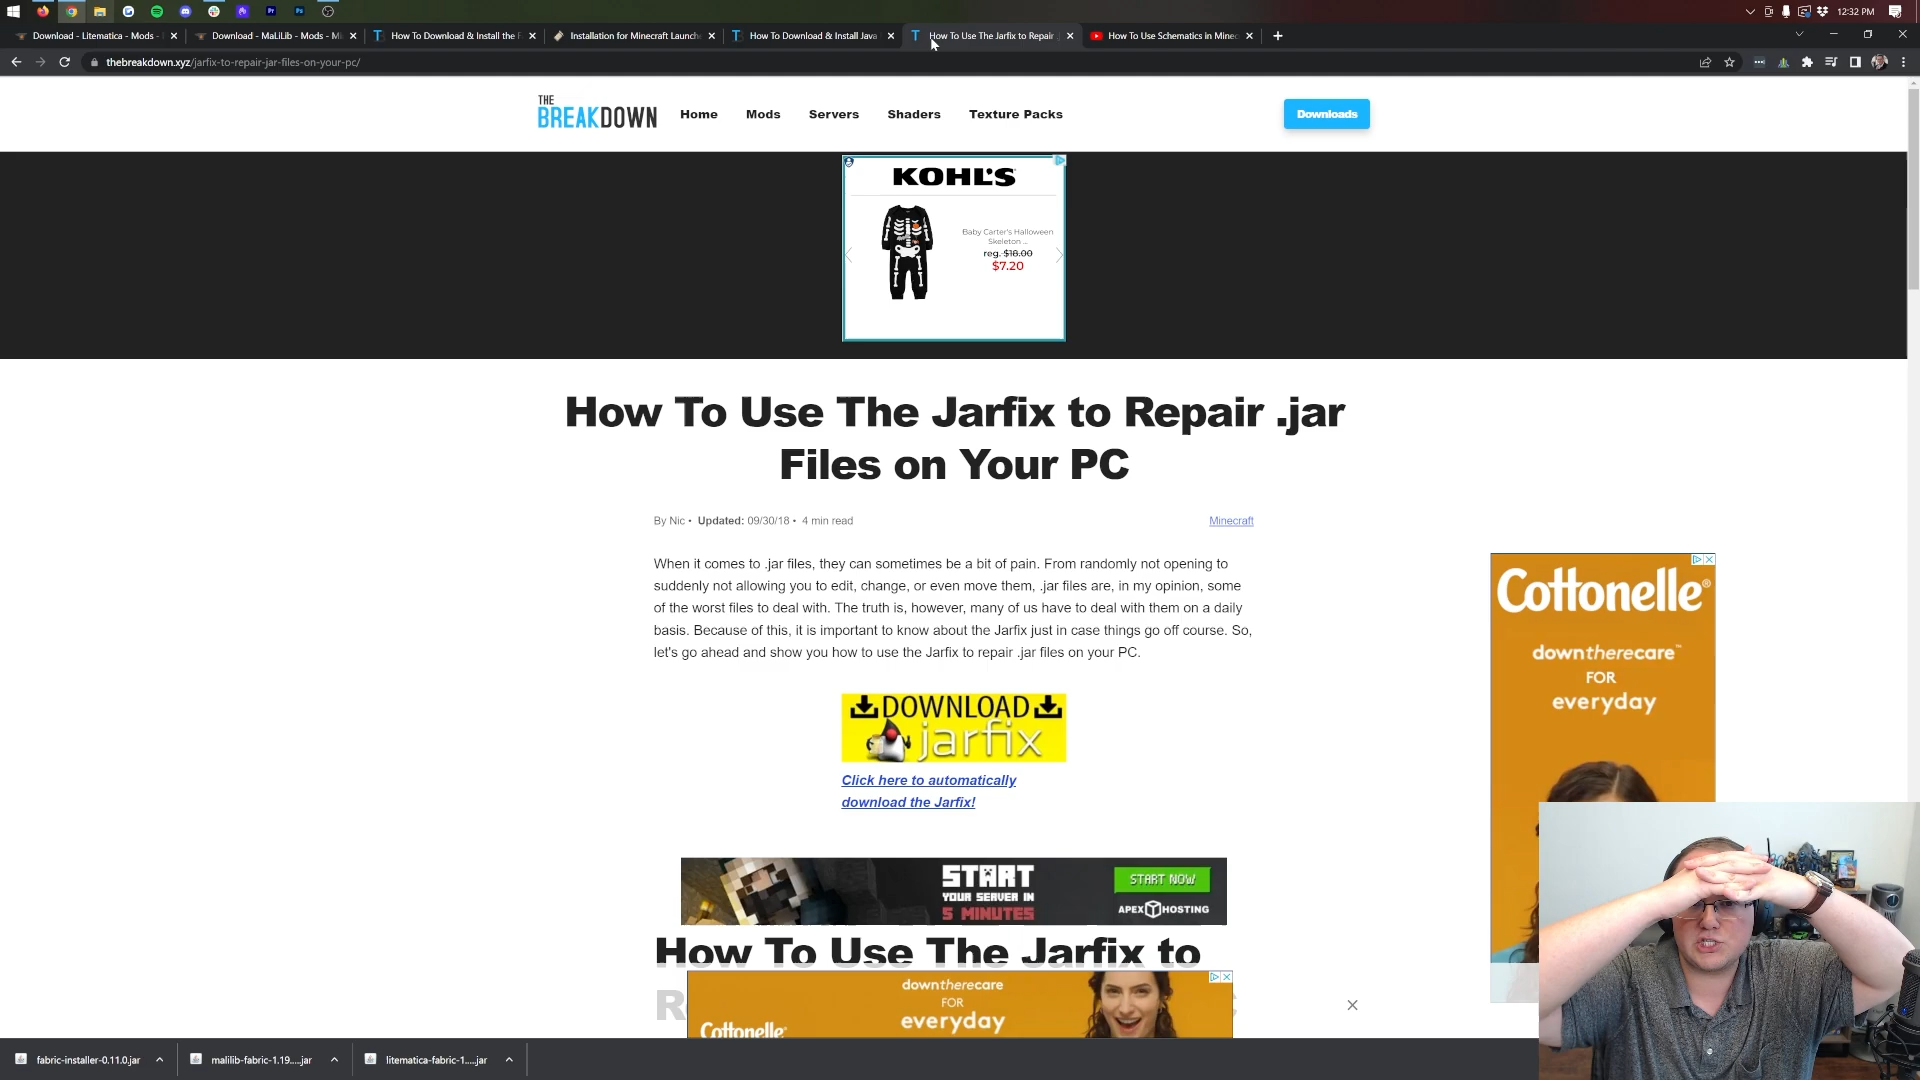 12:32 PM
Download - Litematica - Mods -
Download - MaLiLib - Mods - Mi
How To Download & Install the F
Installation for Minecraft Launch
How To Download & Install Java
How To Use The Jarfix to Repair .
How To Use Schematics in Minec
thebreakdown.xyz/jarfix-to-repair-jar-files-on-your-pc/
THE
BREAKDOWN
Home
Mods
Servers
Shaders
Texture Packs
Downloads
KOHL'S
Baby Carter's Halloween
Skeleton ...
reg. $18.00
$7.20
How To Use The Jarfix to Repair .jar
Files on Your PC
By Nic • Updated: 09/30/18 • 4 min read
Minecraft
When it comes to .jar files, they can sometimes be a bit of pain. From randomly not opening to
suddenly not allowing you to edit, change, or even move them, .jar files are, in my opinion, some
of the worst files to deal with. The truth is, however, many of us have to deal with them on a daily
basis. Because of this, it is important to know about the Jarfix just in case things go off course. So,
let's go ahead and show you how to use the Jarfix to repair .jar files on your PC.
DOWNLOAD
jarfix
Click here to automatically
download the Jarfix!
Cottonelle®
downtherecare™
FOR
everyday
START
YOUR SERVER IN
5 MINUTES
START NOW
APEX HOSTING
How To Use The Jarfix to
R
downtherecare
FOR
everyday
Cottonelle®
fabric-installer-0.11.0.jar
malilib-fabric-1.19....jar
litematica-fabric-1....jar